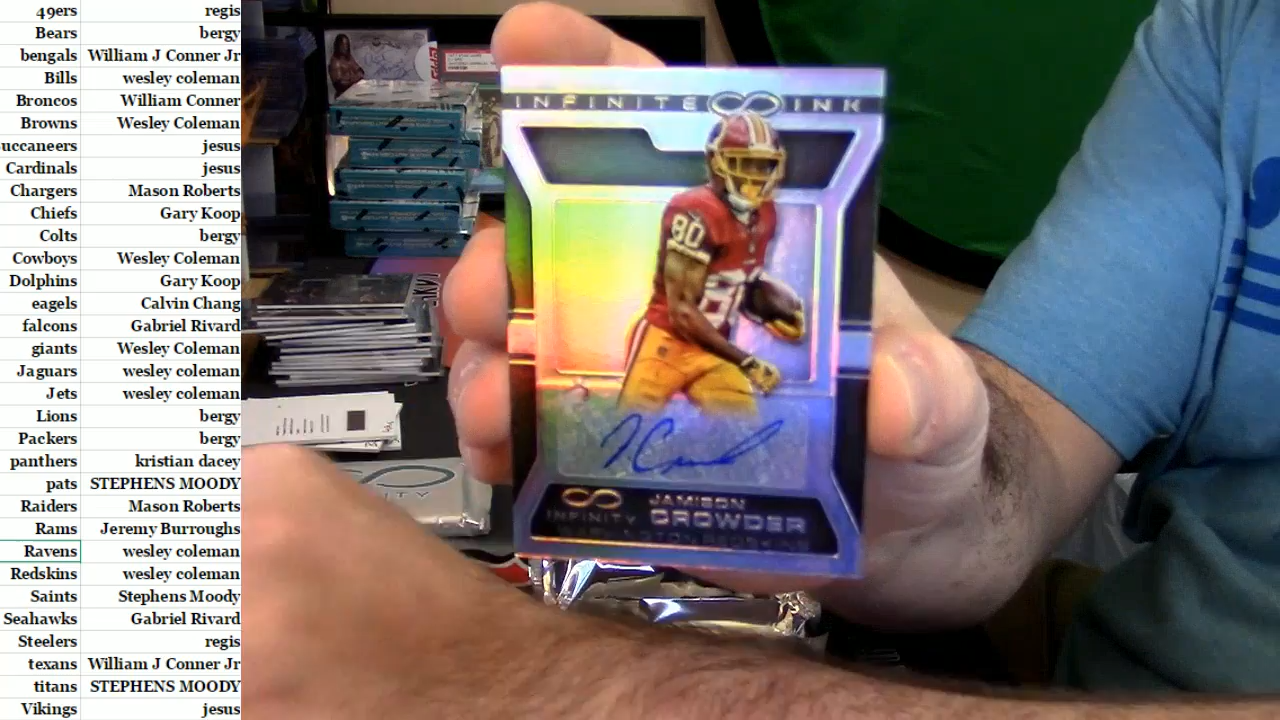 49ers regis
Bears bergy
bengals William J Conner Jr
Bills wesley coleman
Broncos William Conner
Browns Wesley Coleman
uccaneers jesus
Cardinals jesus
Chargers Mason Roberts
Chiefs Gary Koop
Colts bergy
Cowboys Wesley Coleman
Dolphins Gary Koop
eagels Calvin Chang
falcons Gabriel Rivard
giants Wesley Coleman
Jaguars wesley coleman
Jets wesley coleman
Lions bergy
Packers bergy
panthers kristian dacey
pats STEPHENS MOODY
Raiders Mason Roberts
Rams Jeremy Burroughs
Ravens wesley coleman
Redskins wesley coleman
Saints Stephens Moody
Seahawks Gabriel Rivard
Steelers regis
texans William J Conner Jr
titans STEPHENS MOODY
Vikings jesus
INFINITE INK
80
80
JAMISON
INFINITY CROWDER